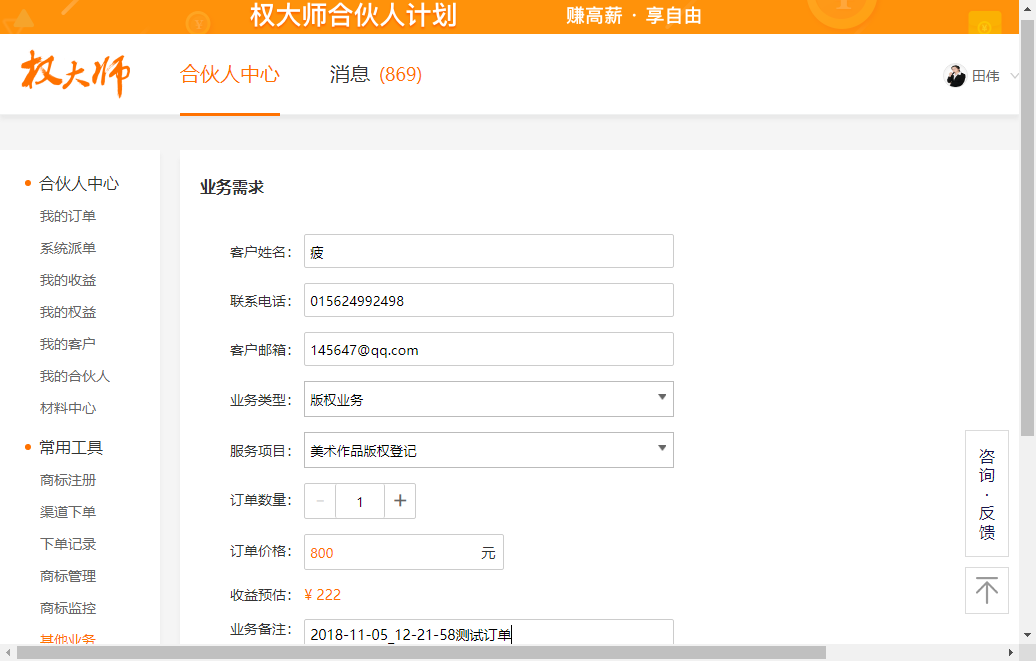 权大师合伙人计划
赚高薪 · 享自由
权大师
合伙人中心
消息 (869)
田伟
合伙人中心
我的订单
系统派单
我的收益
我的权益
我的客户
我的合伙人
材料中心
常用工具
商标注册
渠道下单
下单记录
商标管理
商标监控
其他业务
业务需求
客户姓名： 疲
联系电话： 015624992498
客户邮箱： 145647@qq.com
业务类型： 版权业务
服务项目： 美术作品版权登记
订单数量： − 1 +
订单价格： 800 元
收益预估： ¥ 222
业务备注： 2018-11-05_12-21-58测试订单
咨询·反馈